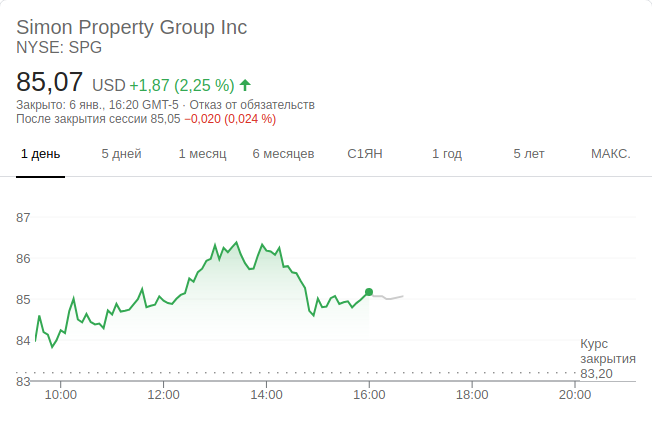 Simon Property Group Inc
NYSE: SPG
85,07 USD +1,87 (2,25 %)
Закрыто: 6 янв., 16:20 GMT-5 · Отказ от обязательств
После закрытия сессии 85,05 −0,020 (0,024 %)
1 день 5 дней 1 месяц 6 месяцев С1ЯН 1 год 5 лет МАКС.
87
86
85
84
Курс
закрытия
83,20
83
10:00 12:00 14:00 16:00 18:00 20:00